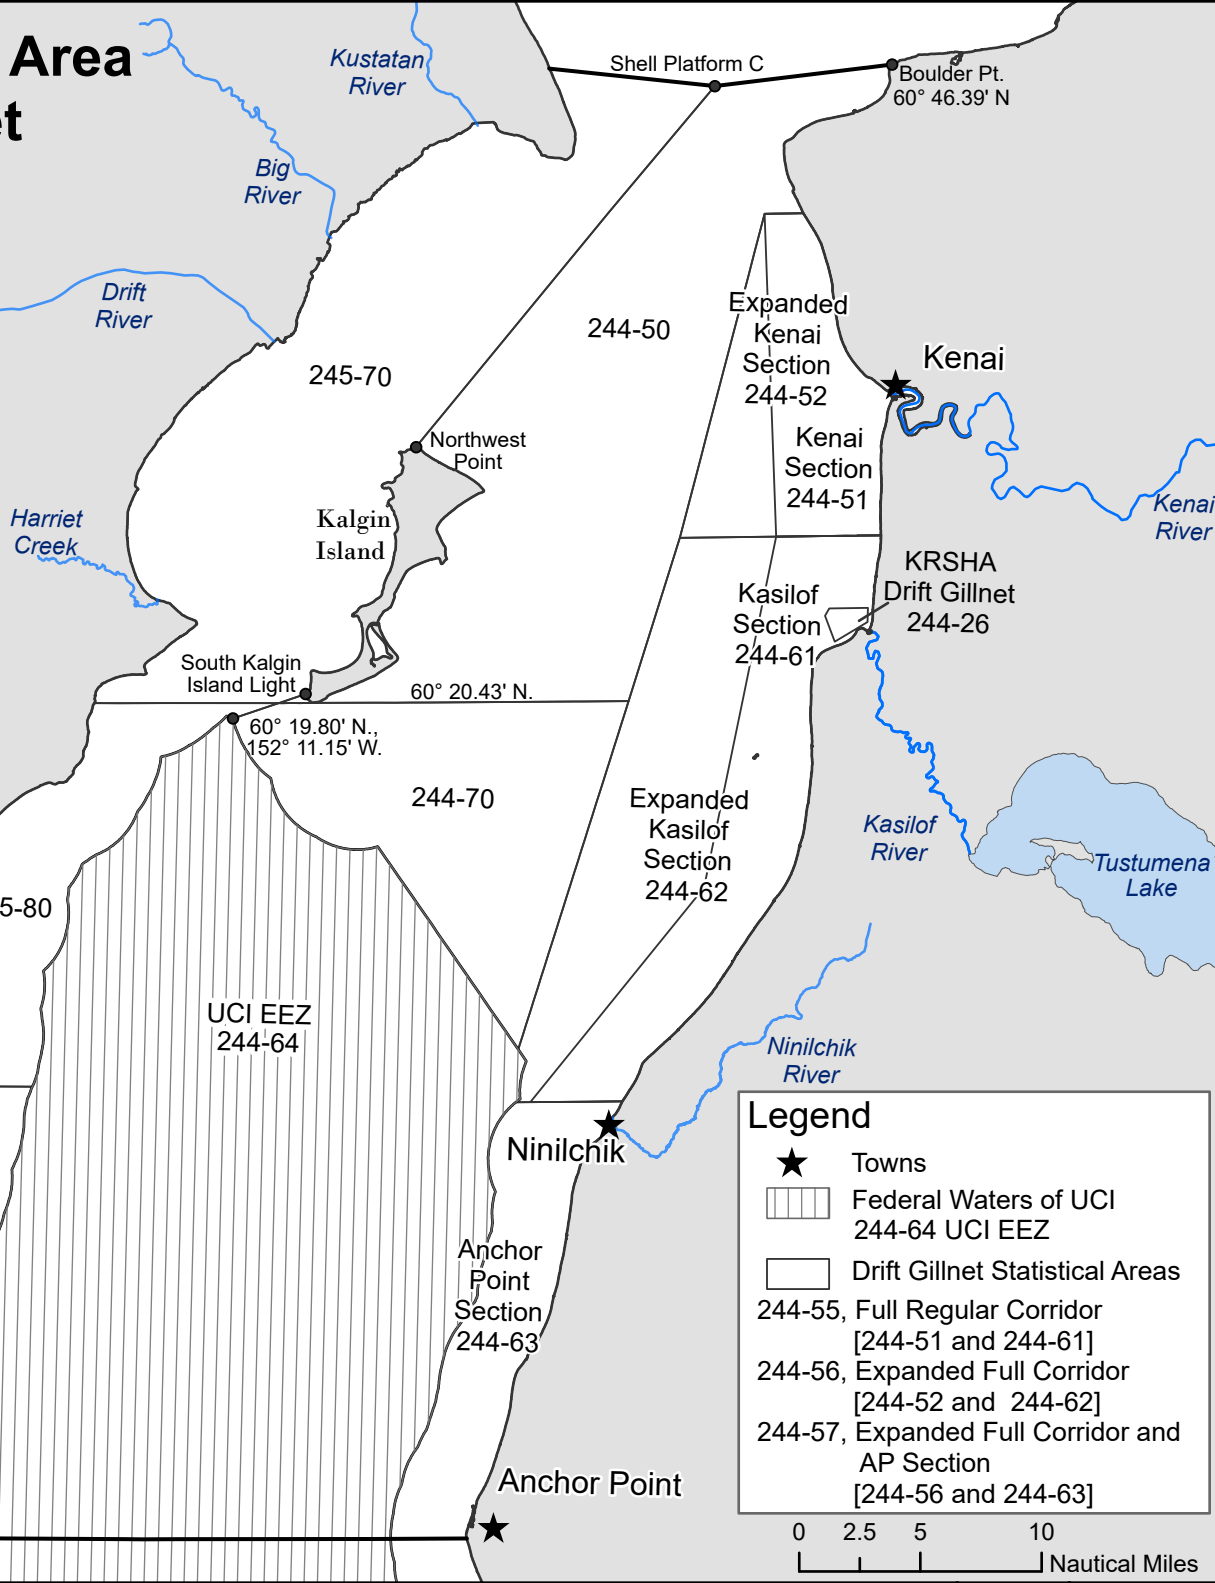 Area
Kustatan
River
Shell Platform C
Boulder Pt.
60° 46.39' N
Big
River
Drift
River
245-70
244-50
Expanded
Kenai
Section
244-52
Kenai
Kenai
Section
244-51
Northwest
Point
Kalgin
Island
Harriet
Creek
Kenai
River
KRSHA
Drift Gillnet
244-26
Kasilof
Section
244-61
South Kalgin
Island Light
60° 20.43' N.
60° 19.80' N.,
152° 11.15' W.
244-70
Expanded
Kasilof
Section
244-62
Kasilof
River
Tustumena
Lake
5-80
UCI EEZ
244-64
Ninilchik
River
Ninilchik
Anchor
Point
Section
244-63
Anchor Point
Legend
Towns
Federal Waters of UCI
244-64 UCI EEZ
Drift Gillnet Statistical Areas
244-55, Full Regular Corridor
[244-51 and 244-61]
244-56, Expanded Full Corridor
[244-52 and 244-62]
244-57, Expanded Full Corridor and
AP Section
[244-56 and 244-63]
0 2.5 5 10
Nautical Miles